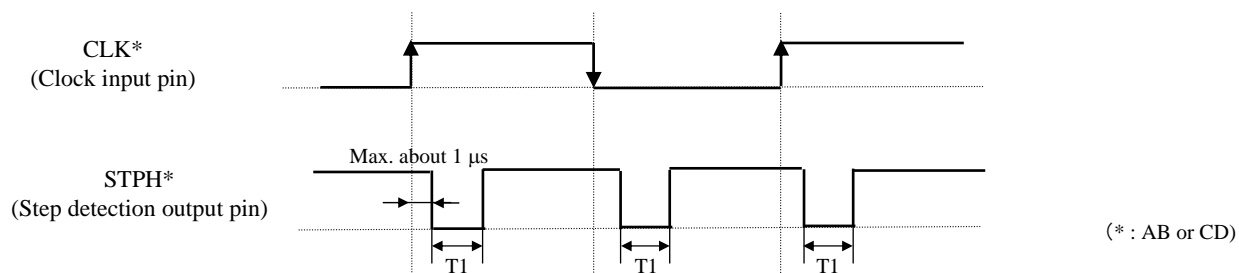 CLK*
(Clock input pin)
Max. about 1 μs
STPH*
(Step detection output pin)
T1
T1
T1
(* : AB or CD)